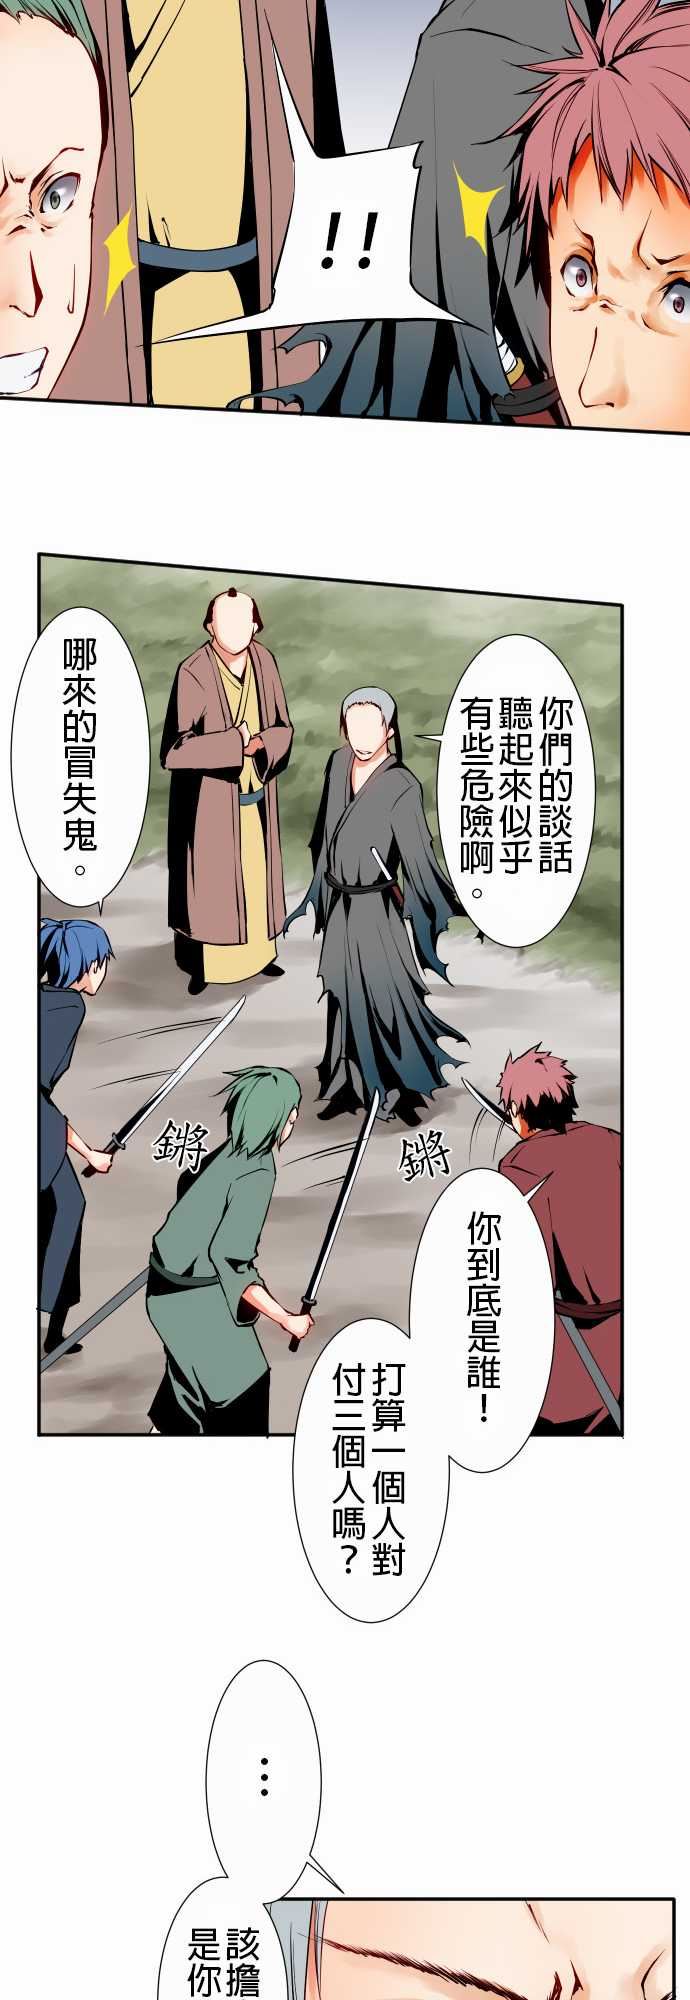 !!
你們的談話
聽起來似乎
有些危險啊。
哪來的冒失鬼。
鏘
鏘
你到底是誰!
打算一個人對
付三個人嗎?
…
該擔
是你